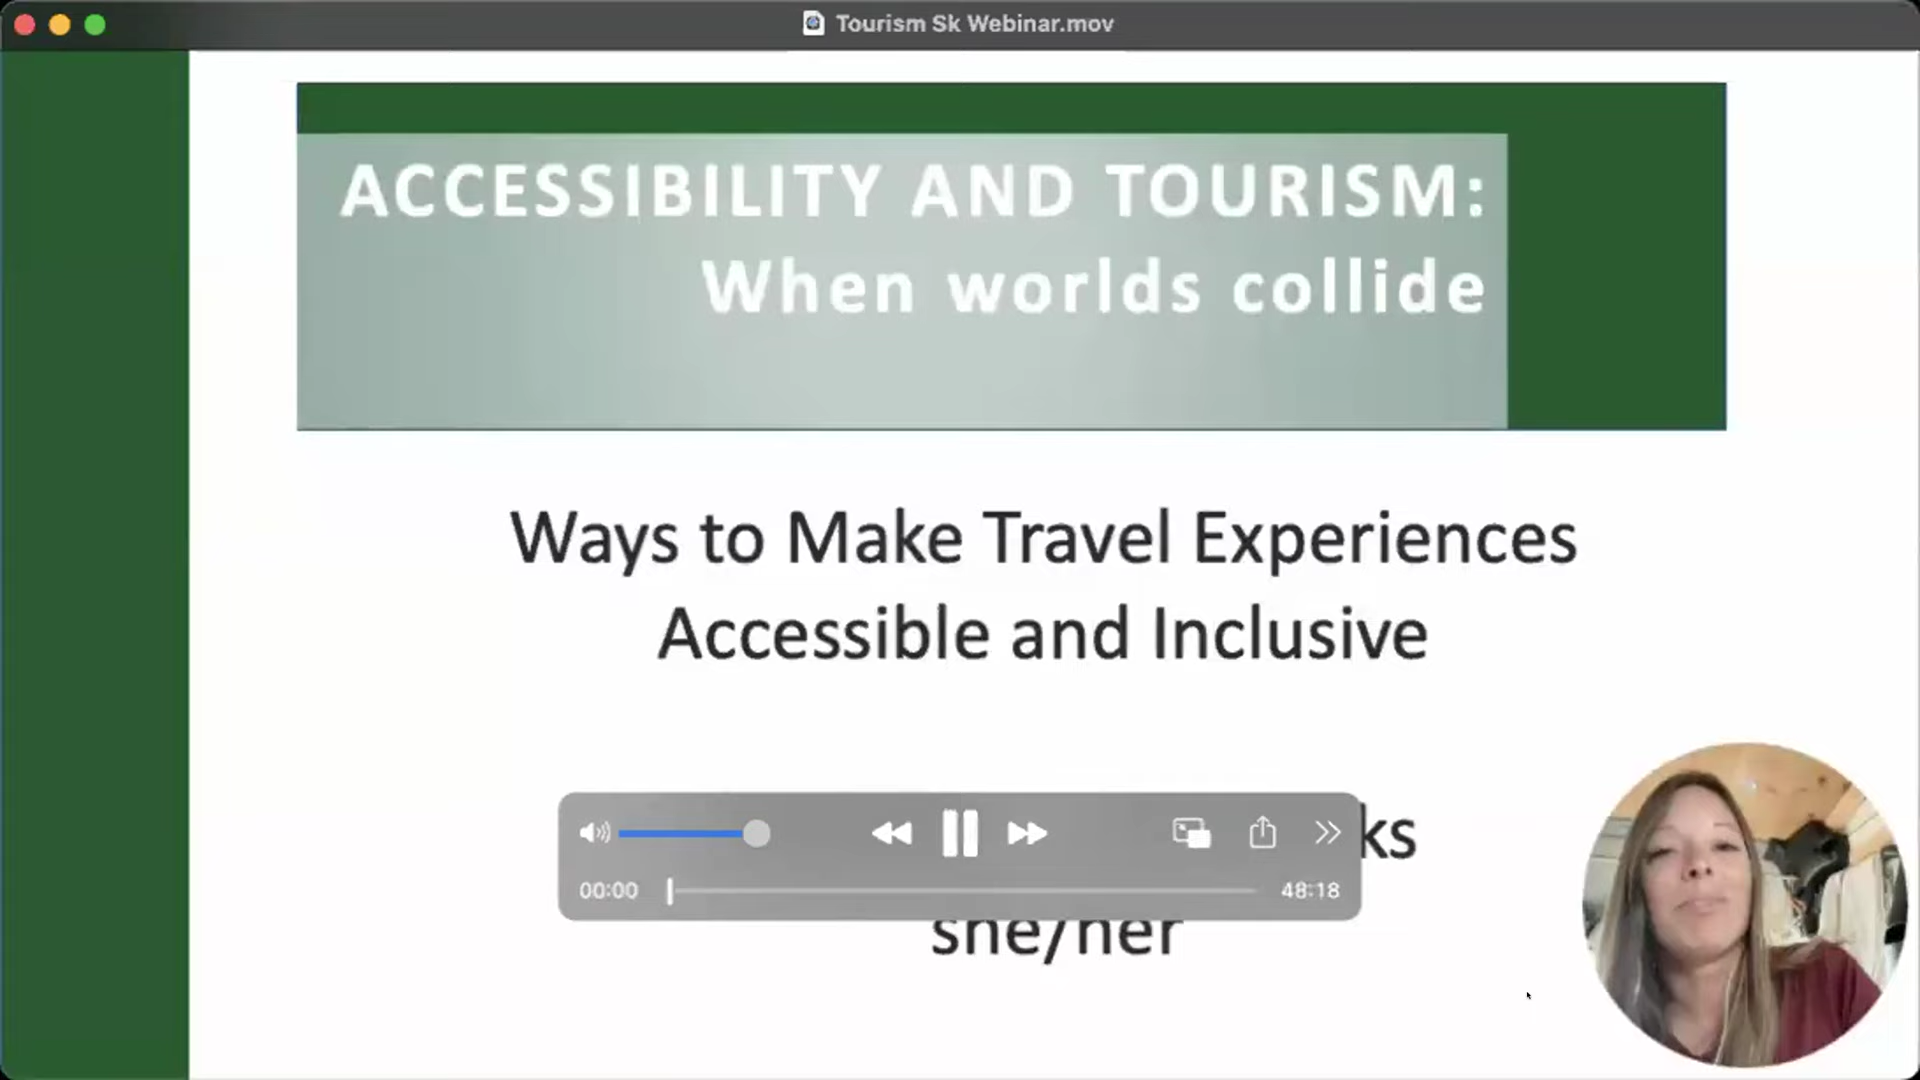 Tourism Sk Webinar.mov
ACCESSIBILITY AND TOURISM:
When worlds collide
Ways to Make Travel Experiences
Accessible and Inclusive
ks
00:00
48:18
she/her